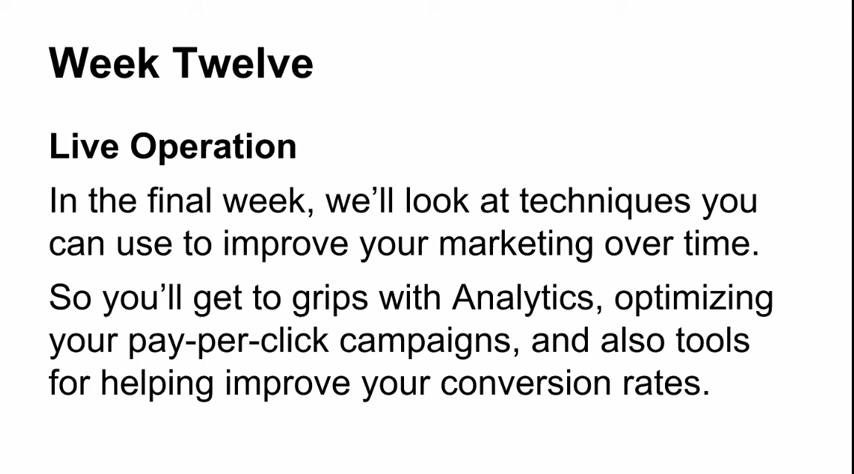 Week Twelve
Live Operation
In the final week, we’ll look at techniques you
can use to improve your marketing over time.
So you’ll get to grips with Analytics, optimizing
your pay-per-click campaigns, and also tools
for helping improve your conversion rates.